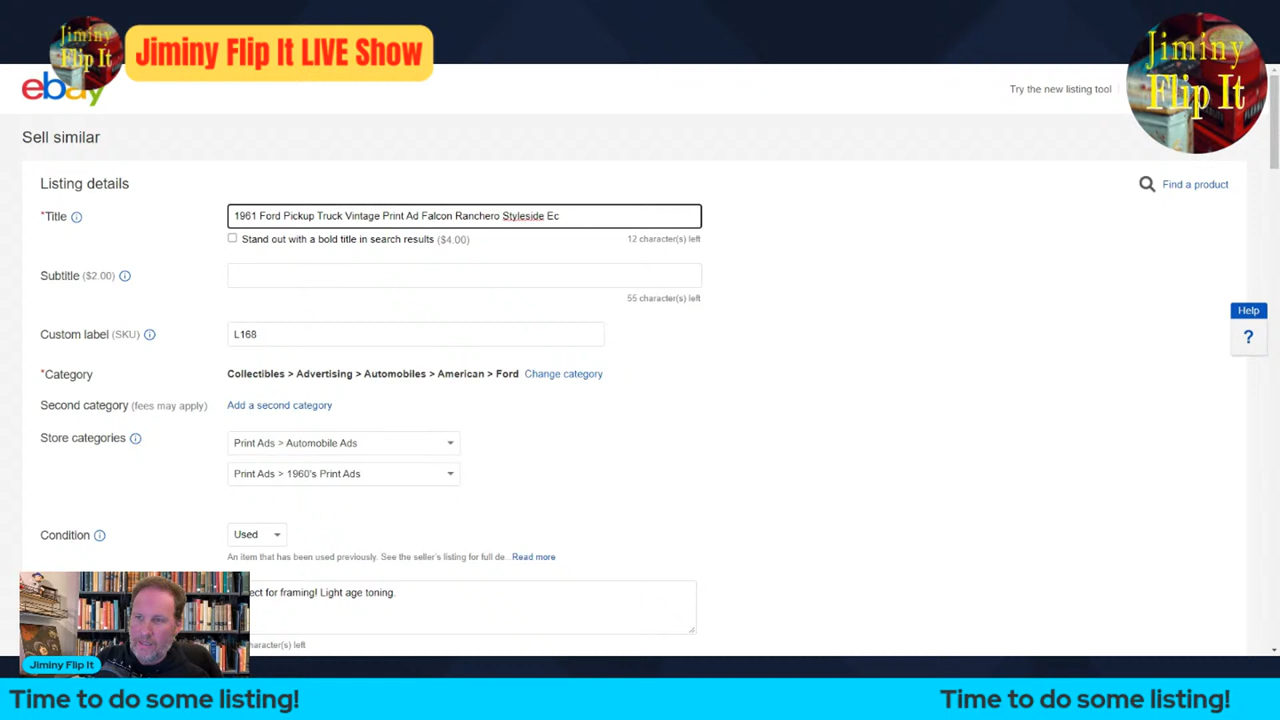 Jiminy
Flip It
Jiminy Flip It LIVE Show
Jiminy
Flip It
ebay
Try the new listing tool
Sell similar
Listing details
Find a product
*Title
1961 Ford Pickup Truck Vintage Print Ad Falcon Ranchero Styleside Ec
Stand out with a bold title in search results ($4.00)
12 character(s) left
Subtitle ($2.00)
55 character(s) left
Help
?
Custom label (SKU)
L168
*Category
Collectibles > Advertising > Automobiles > American > Ford Change category
Second category (fees may apply)
Add a second category
Store categories
Print Ads > Automobile Ads
Print Ads > 1960's Print Ads
Condition
Used
An item that has been used previously. See the seller's listing for full de... Read more
ect for framing! Light age toning.
haracter(s) left
Jiminy Flip It
Time to do some listing!
Time to do some listing!